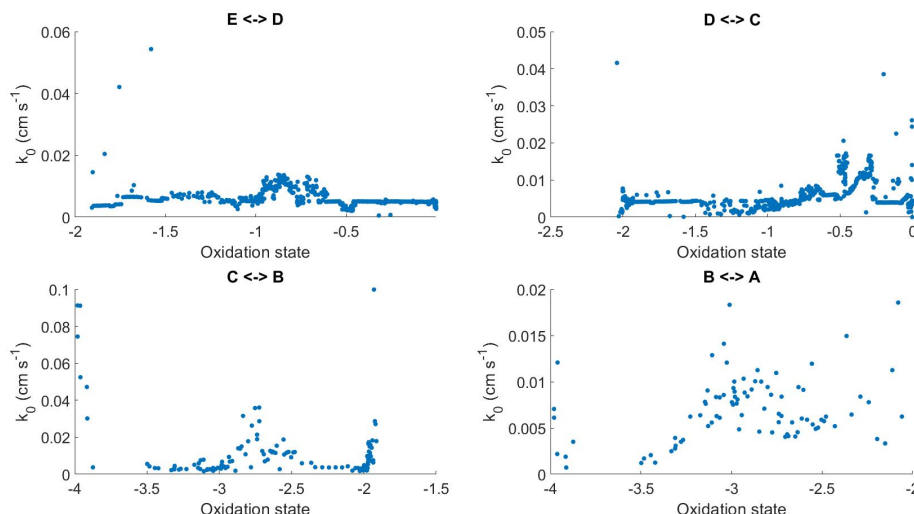 E <-> D
0.06
0.04
0.02
0
k0 (cm s-1)
-2 -1.5 -1 -0.5
Oxidation state
D <-> C
0.05
0.04
0.03
0.02
0.01
0
k0 (cm s-1)
-2.5 -2 -1.5 -1 -0.5 0
Oxidation state
C <-> B
0.1
0.08
0.06
0.04
0.02
0
k0 (cm s-1)
-4 -3.5 -3 -2.5 -2 -1.5
Oxidation state
B <-> A
0.02
0.015
0.01
0.005
0
k0 (cm s-1)
-4 -3.5 -3 -2.5 -2
Oxidation state